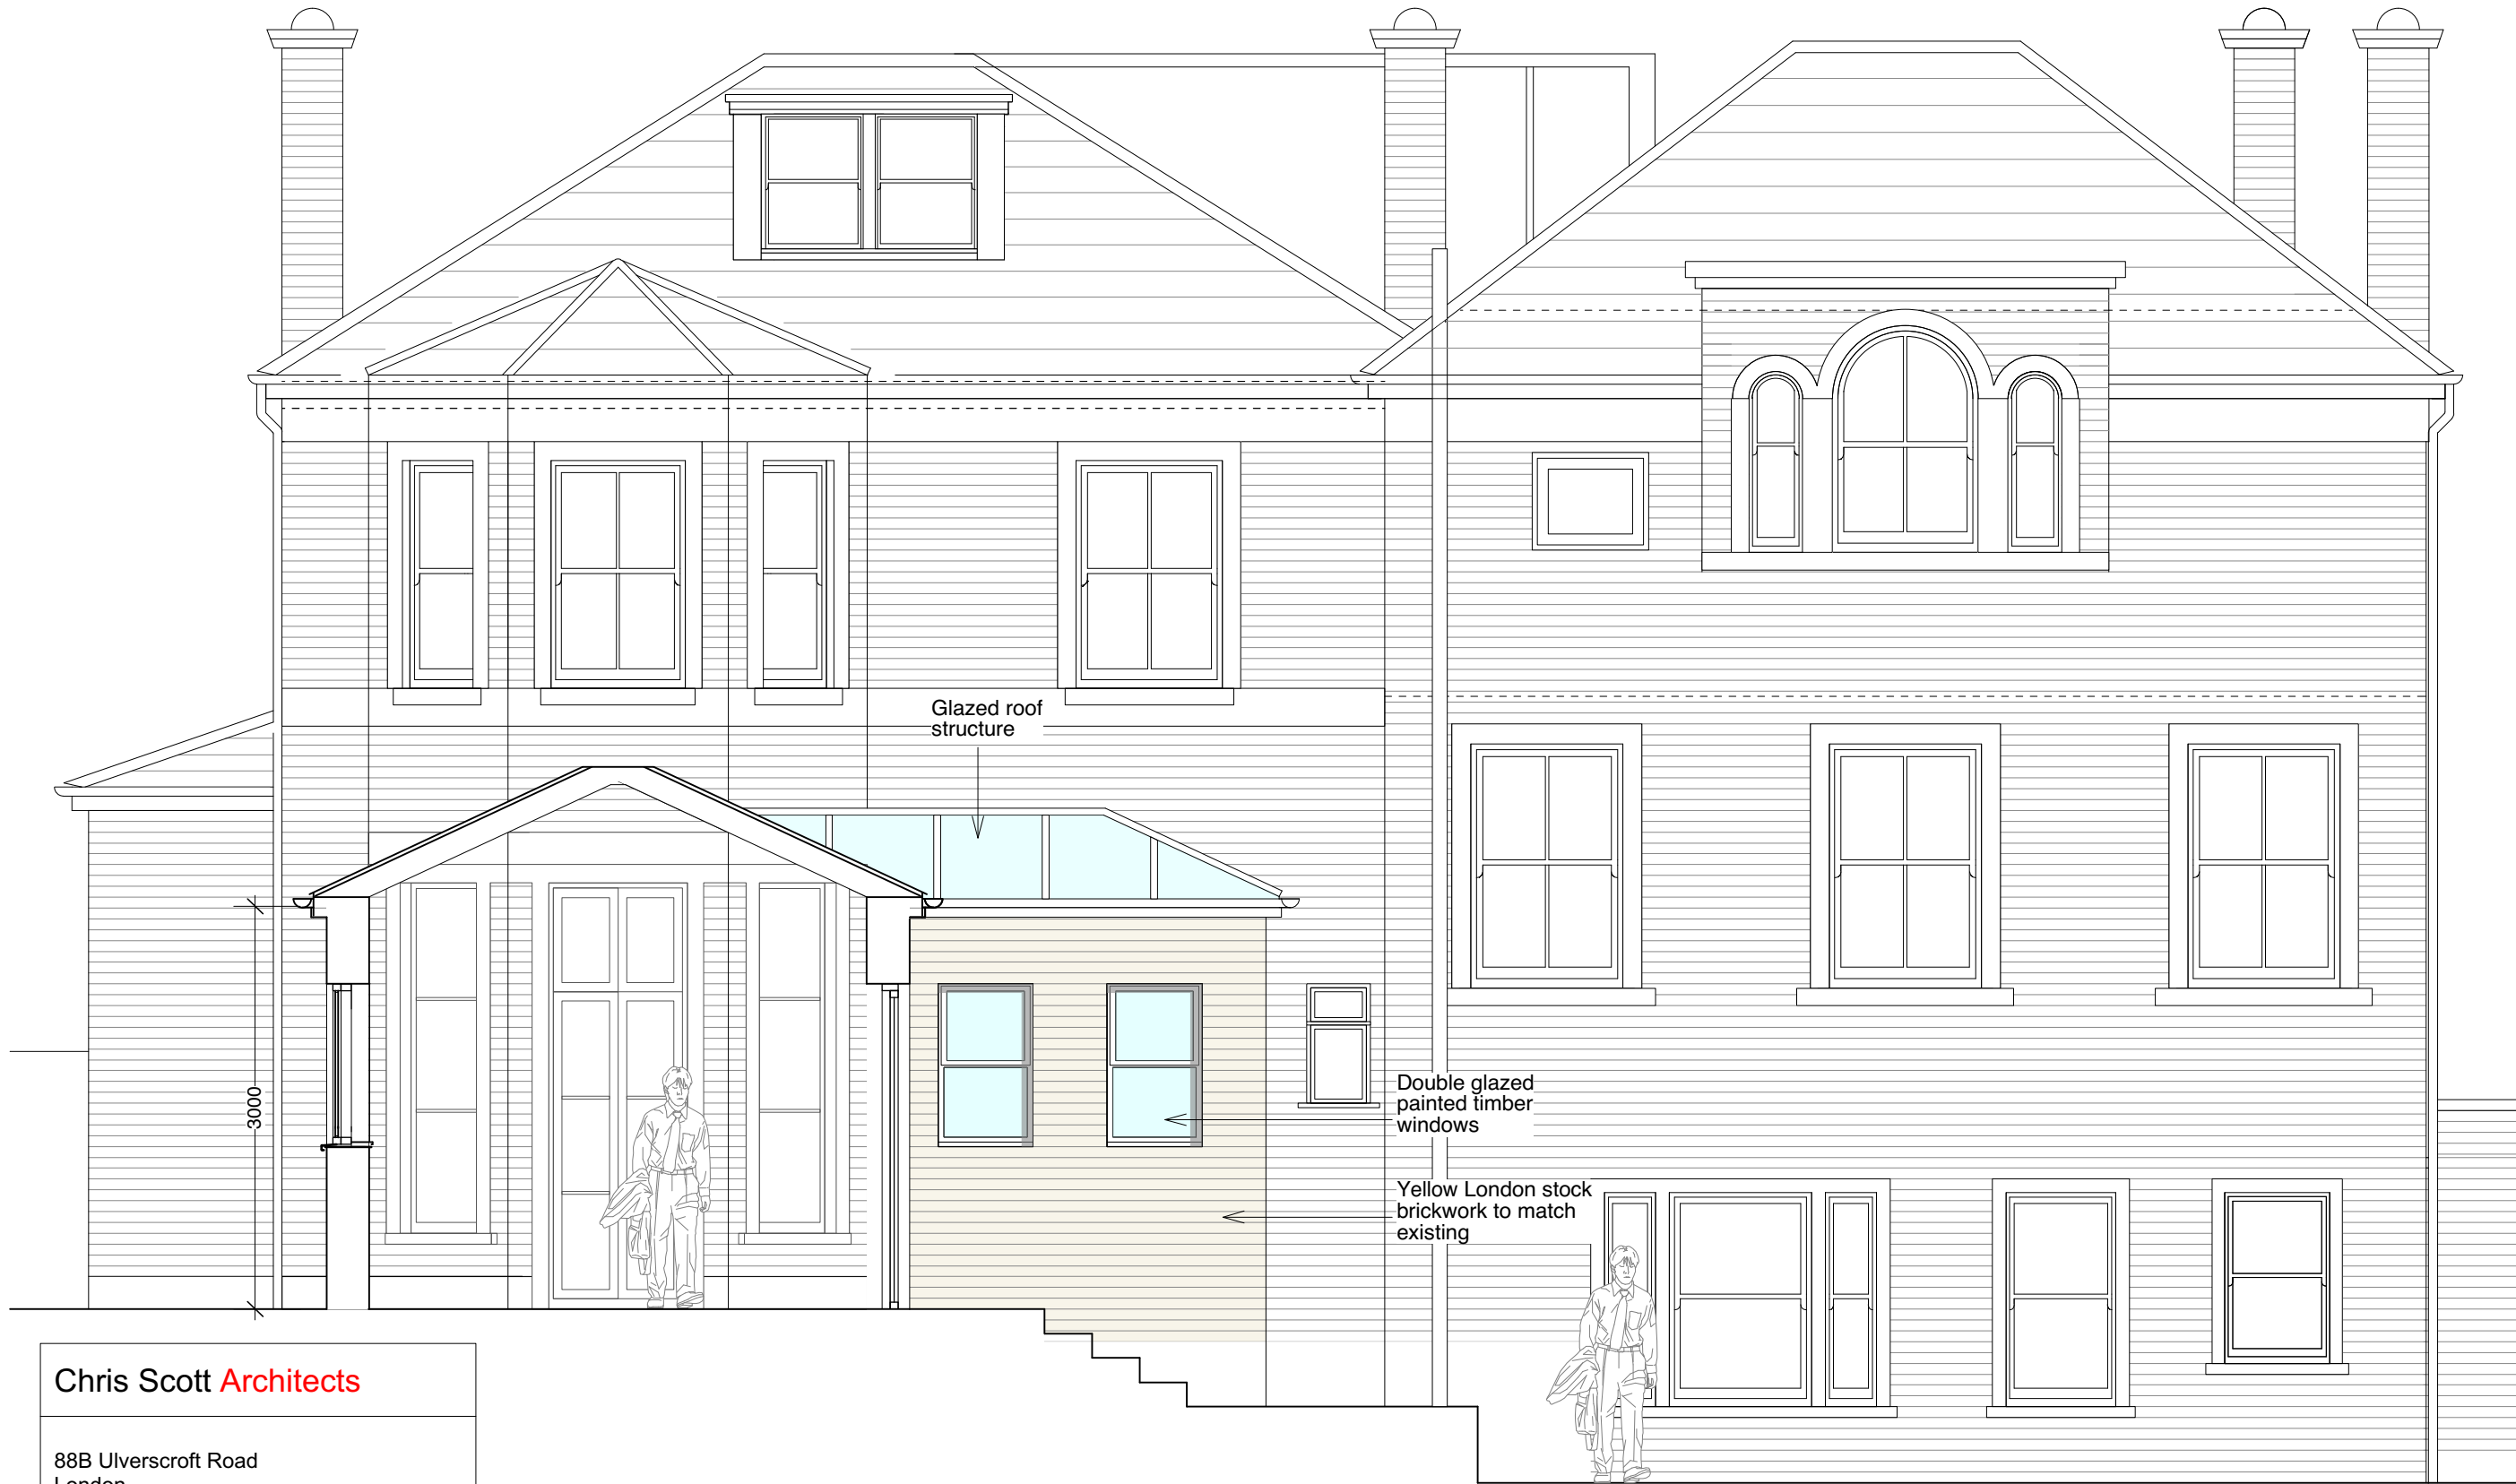 Glazed roof
structure
3000
Double glazed
painted timber
windows
Yellow London stock
brickwork to match
existing
Chris Scott Architects
88B Ulverscroft Road
London